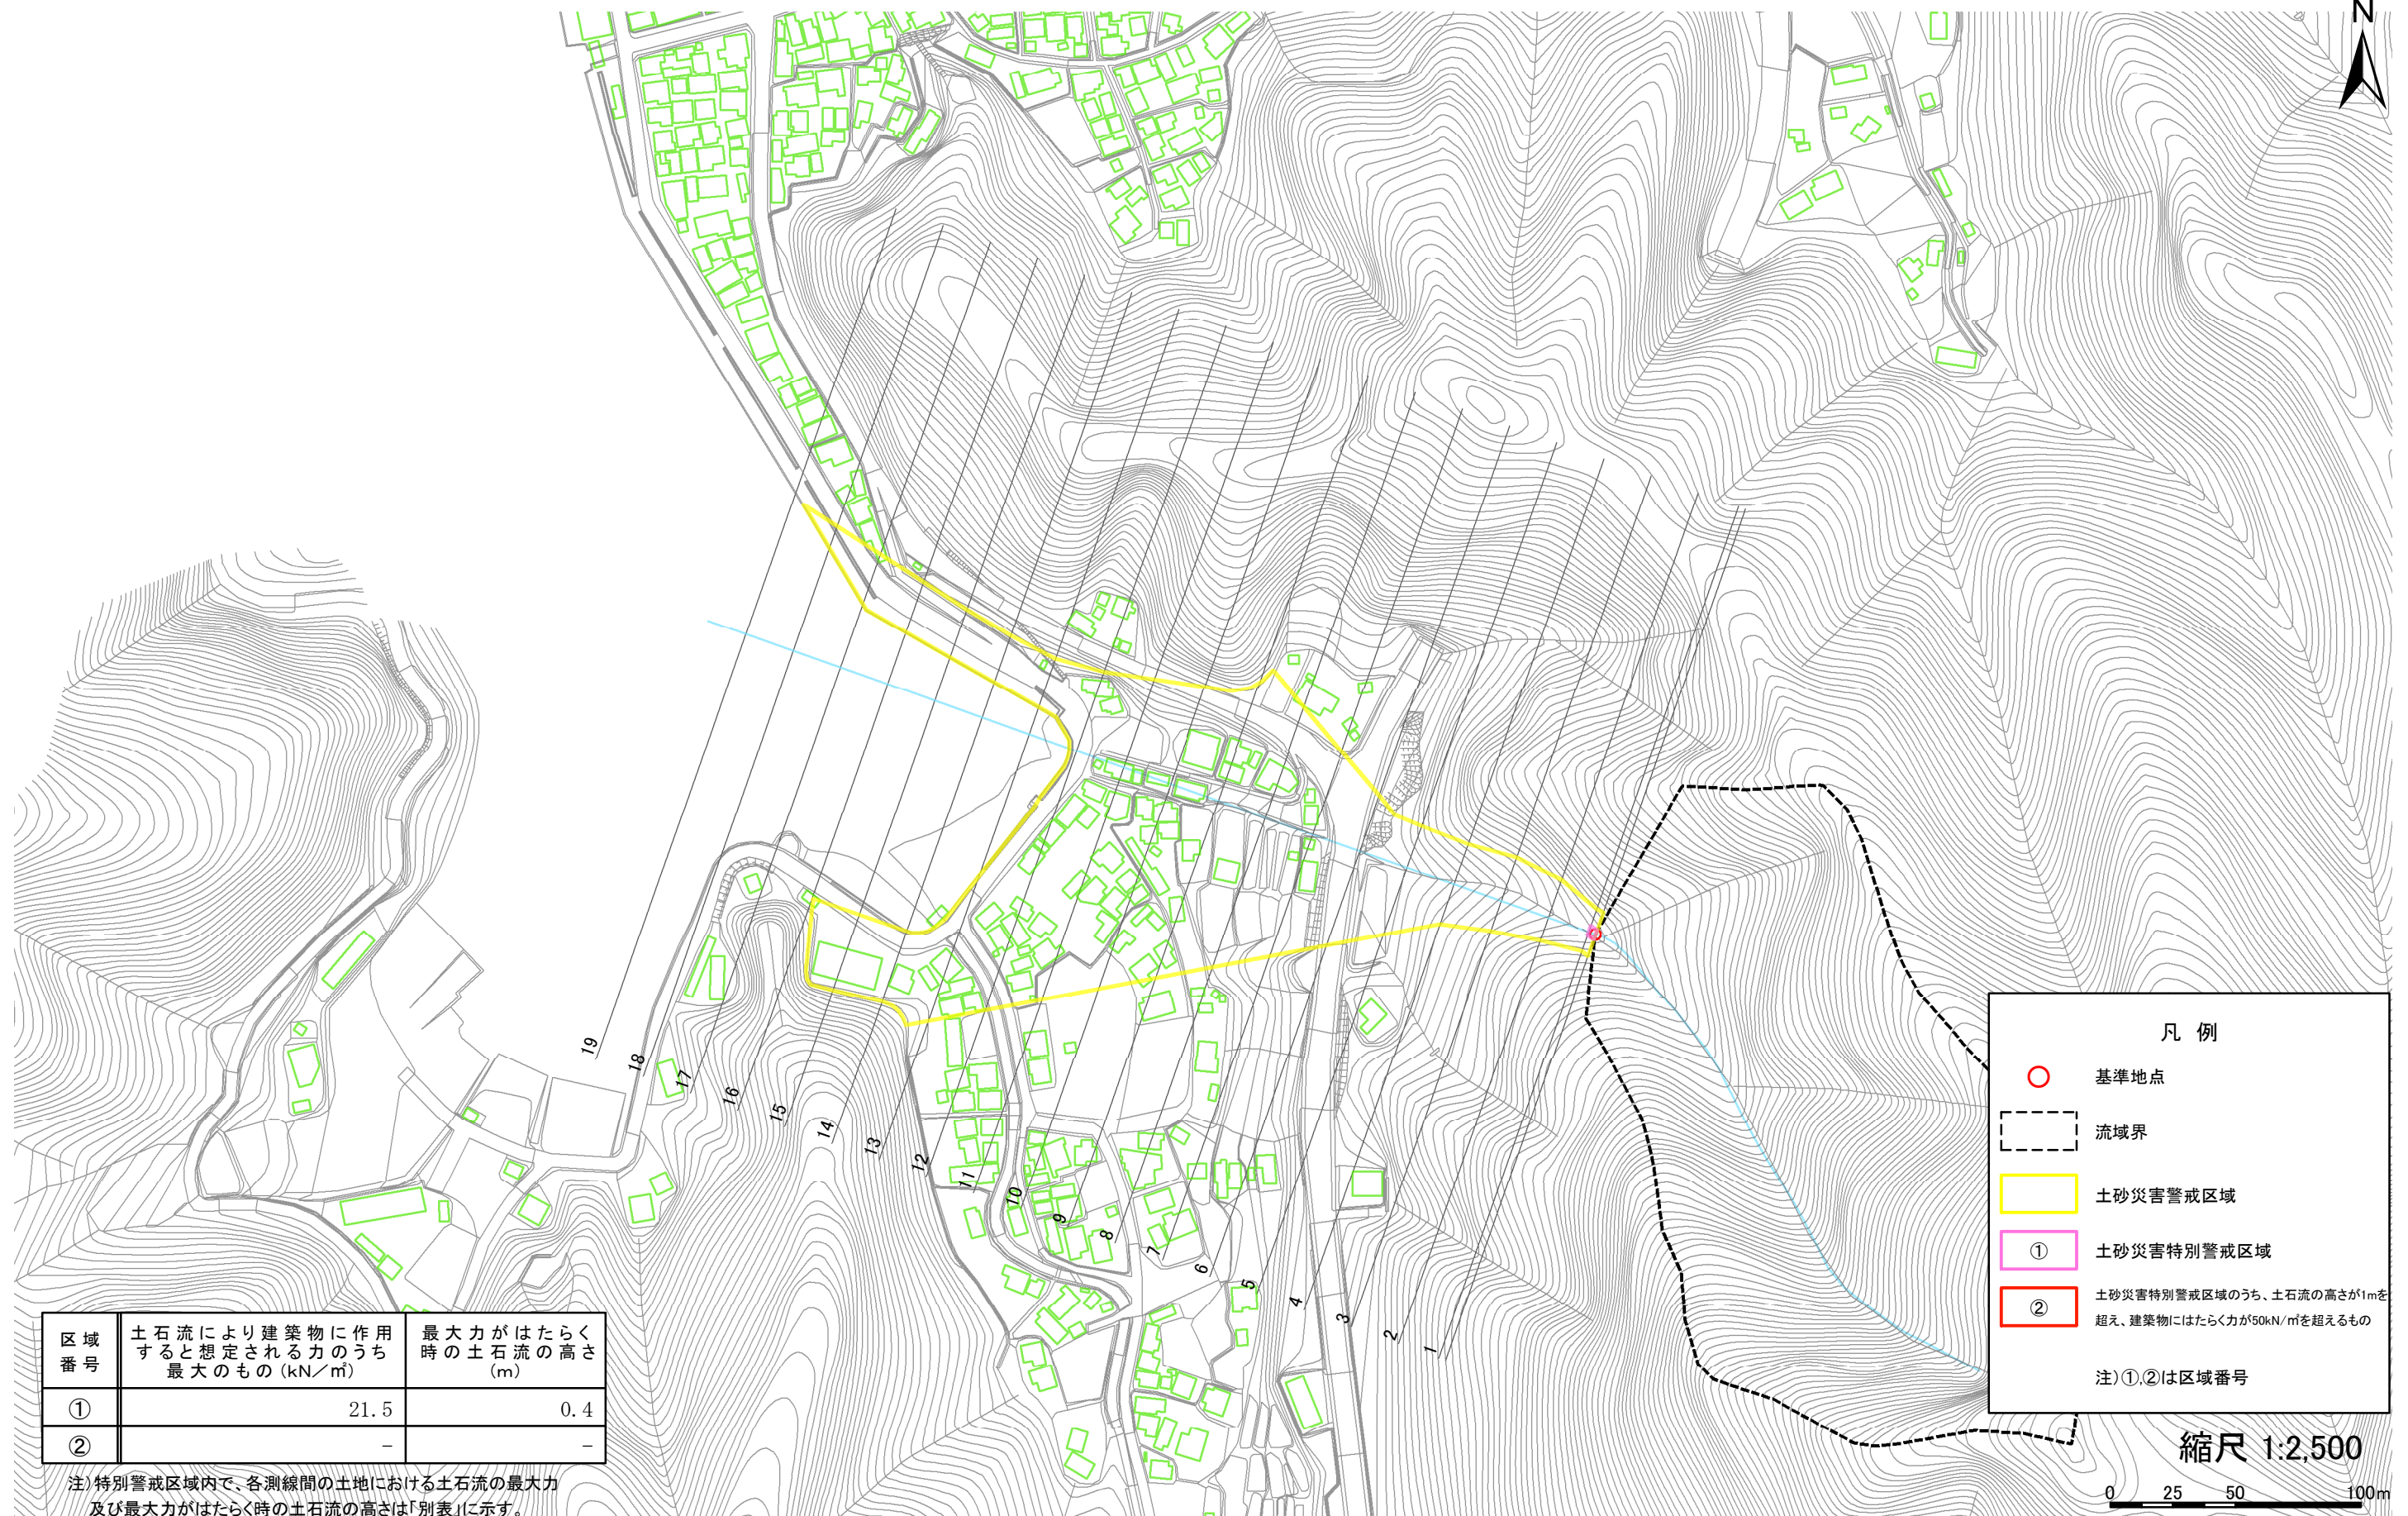 N
19
18
17
16
15
14
13
12
11
10
9
8
7
6
5
4
3
2
1
凡 例
基準地点
流域界
土砂災害警戒区域
① 土砂災害特別警戒区域
② 土砂災害特別警戒区域のうち、土石流の高さが1mを
超え、建築物にはたらく力が50kN/㎡を超えるもの
注)①,②は区域番号
縮尺 1:2,500
0 25 50 100m
区域
番号
土石流により建築物に作用
すると想定される力のうち
最大のもの(kN/㎡)
最大力がはたらく
時の土石流の高さ
(m)
① 21.5 0.4
② - -
注)特別警戒区域内で、各測線間の土地における土石流の最大力
及び最大力がはたらく時の土石流の高さは「別表」に示す。